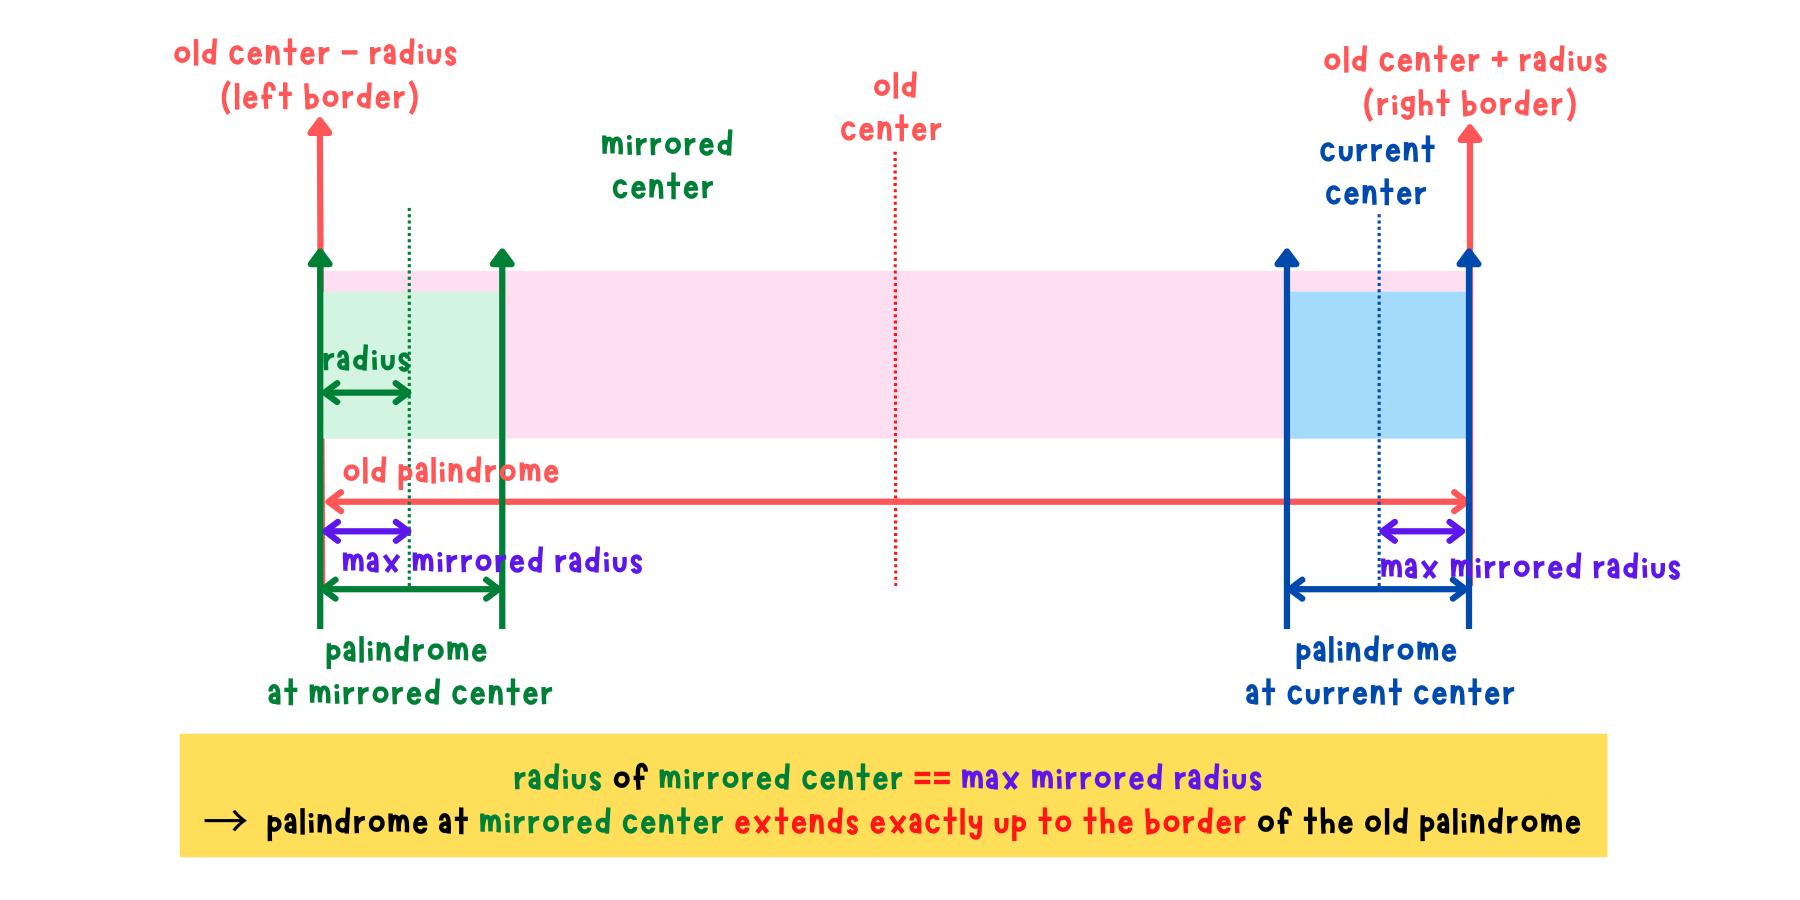 old center - radius
(left border)
old center + radius
(right border)
old
center
mirrored
center
current
center
radius
old palindrome
max mirrored radius
max mirrored radius
palindrome
at mirrored center
palindrome
at current center
radius of mirrored center == max mirrored radius
→ palindrome at mirrored center extends exactly up to the border of the old palindrome